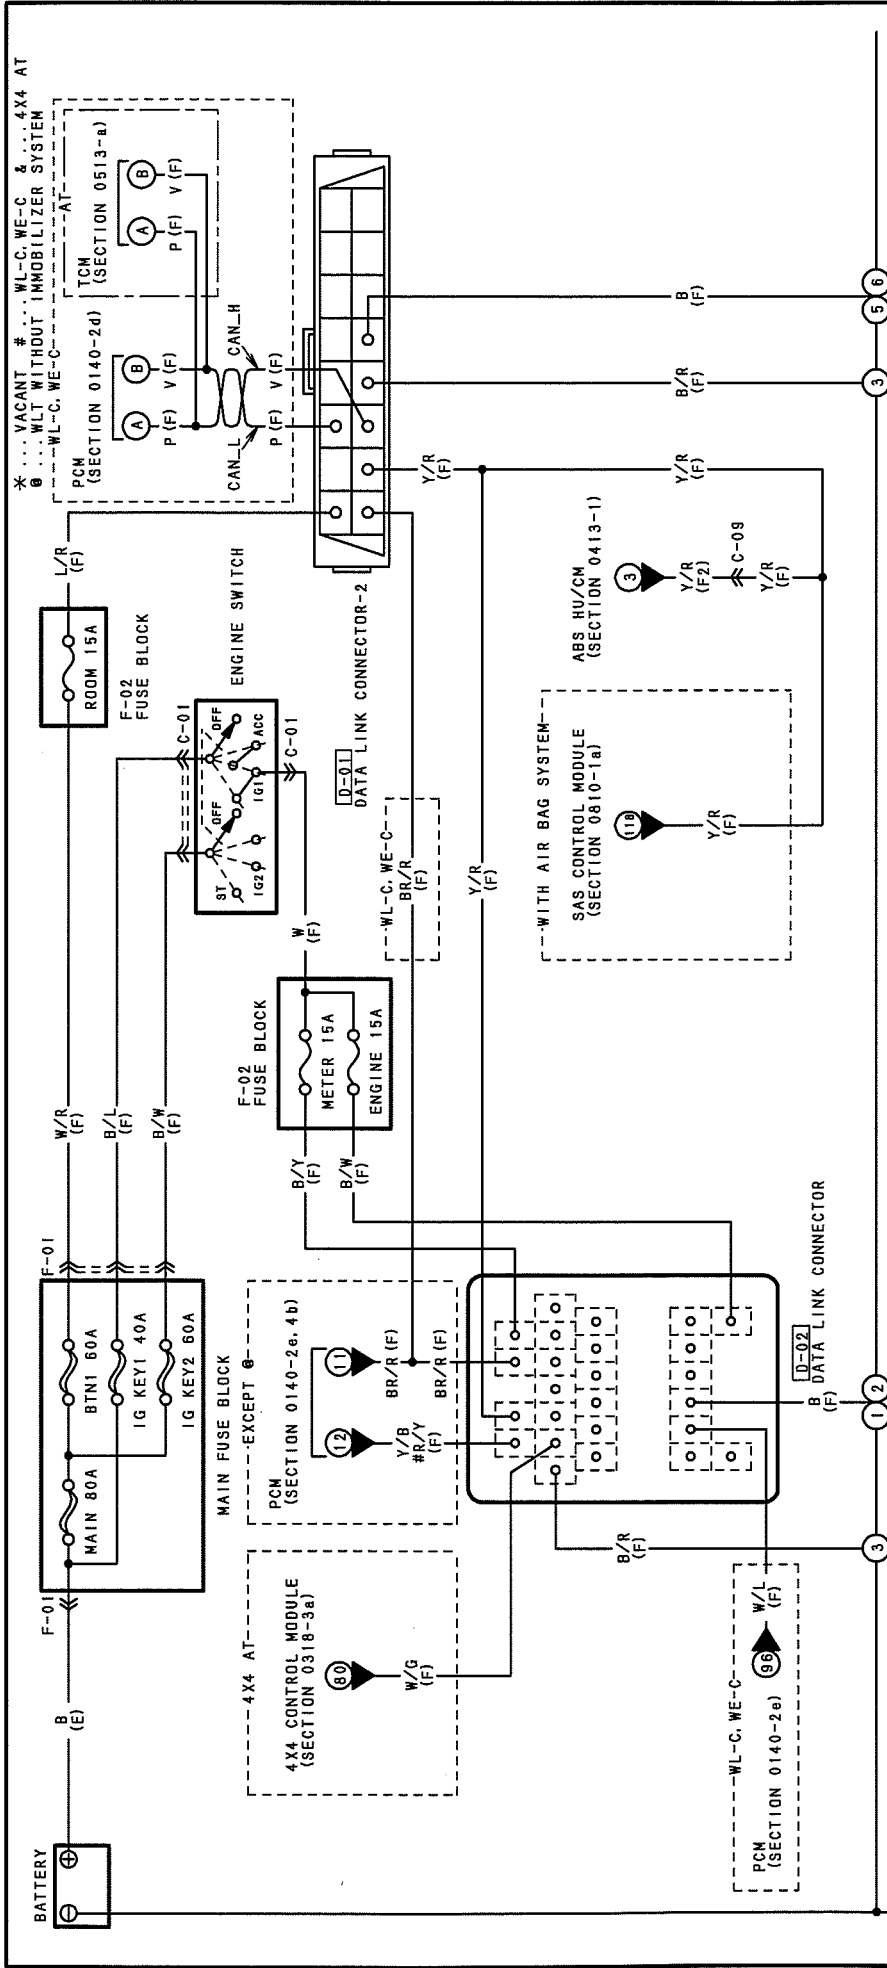 * ... VACANT # ... WL-C, WE-C & ... 4X4 AT
@ ... WLT WITHOUT IMMOBILIZER SYSTEM
BATTERY
B
(E)
F-01
MAIN 80A
BTN1 60A
IG KEY1 40A
IG KEY2 60A
MAIN FUSE BLOCK
F-01
W/R
(F)
B/L
(F)
B/W
(F)
ROOM 15A
F-02
FUSE BLOCK
L/R
(F)
C-01
ENGINE SWITCH
ST
IG2
OFF
IG1
ACC
OFF
C-01
W
(F)
F-02
FUSE BLOCK
METER 15A
ENGINE 15A
B/Y
(F)
B/W
(F)
WL-C, WE-C
PCM
(SECTION 0140-2d)
A
B
P (F)
V (F)
AT
TCM
(SECTION 0513-a)
A
B
P (F)
V (F)
CAN_L
CAN_H
P (F)
V (F)
D-01
DATA LINK CONNECTOR-2
WL-C, WE-C
BR/R
(F)
Y/R
(F)
Y/R
(F)
Y/R
(F)
B/R
(F)
B
(F)
4X4 AT
4X4 CONTROL MODULE
(SECTION 0318-3a)
80
W/G
(F)
EXCEPT @
PCM
(SECTION 0140-2e, 4b)
12
11
Y/B
#R/Y
(F)
BR/R (F)
BR/R (F)
WITH AIR BAG SYSTEM
SAS CONTROL MODULE
(SECTION 0810-1a)
118
Y/R
(F)
ABS HU/CM
(SECTION 0413-1)
3
Y/R
(F2)
C-09
Y/R
(F)
WL-C, WE-C
PCM
(SECTION 0140-2e)
96
W/L
(F)
B/R
(F)
B
(F)
D-02
DATA LINK CONNECTOR
3
1
2
3
5
6